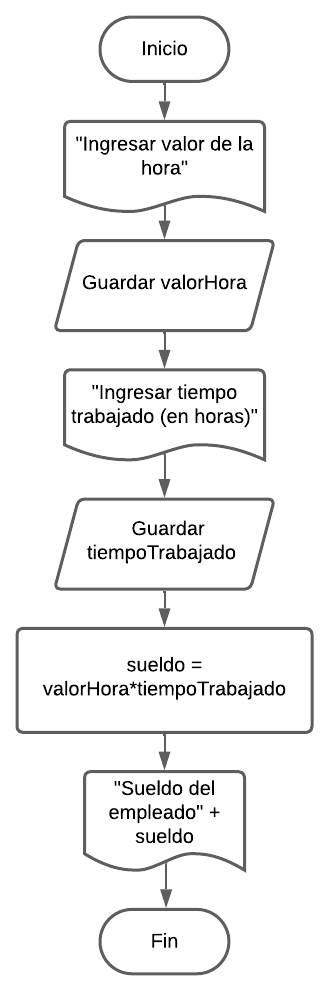 Inicio
"Ingresar valor de la
hora"
Guardar valorHora
"Ingresar tiempo
trabajado (en horas)"
Guardar
tiempoTrabajado
sueldo =
valorHora*tiempoTrabajado
"Sueldo del
empleado" +
sueldo
Fin